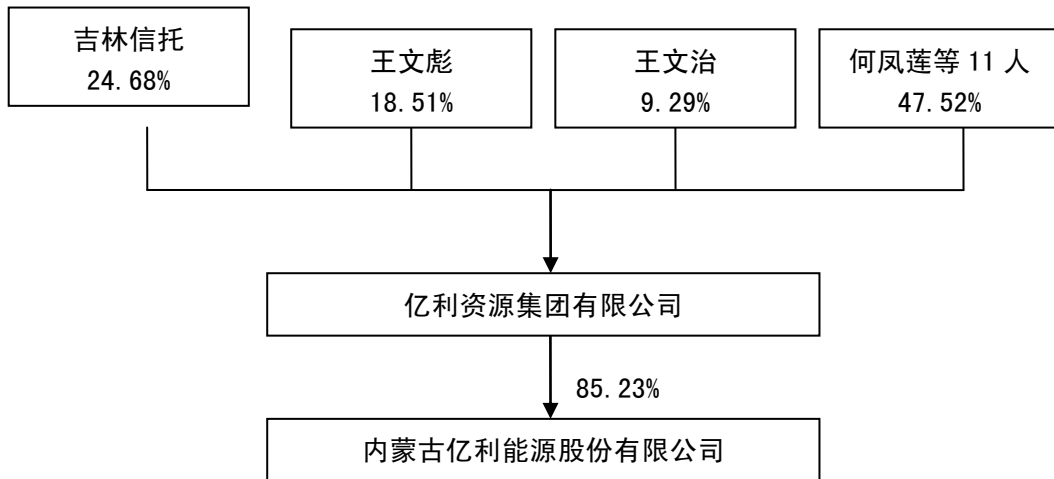 吉林信托
24.68%
王文彪
18.51%
王文治
9.29%
何凤莲等 11 人
47.52%
亿利资源集团有限公司
85.23%
内蒙古亿利能源股份有限公司